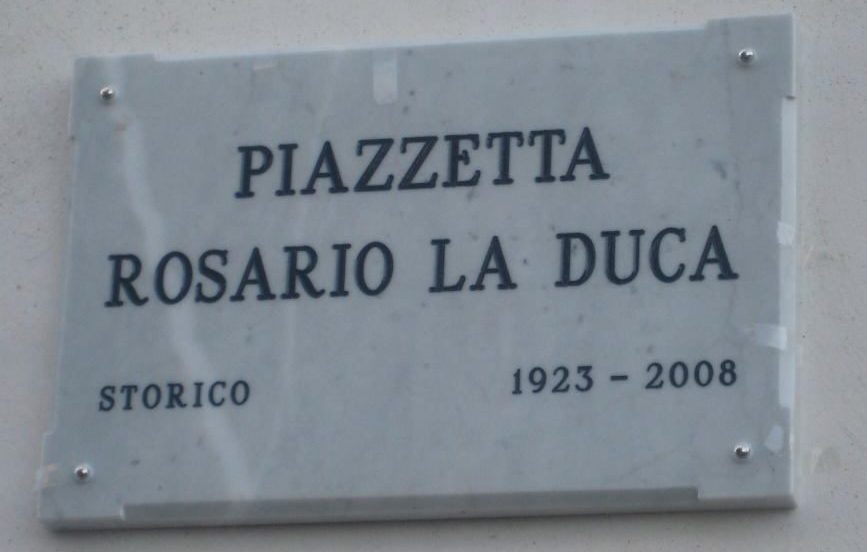 PIAZZETTA
ROSARIO LA DUCA
STORICO 1923 - 2008